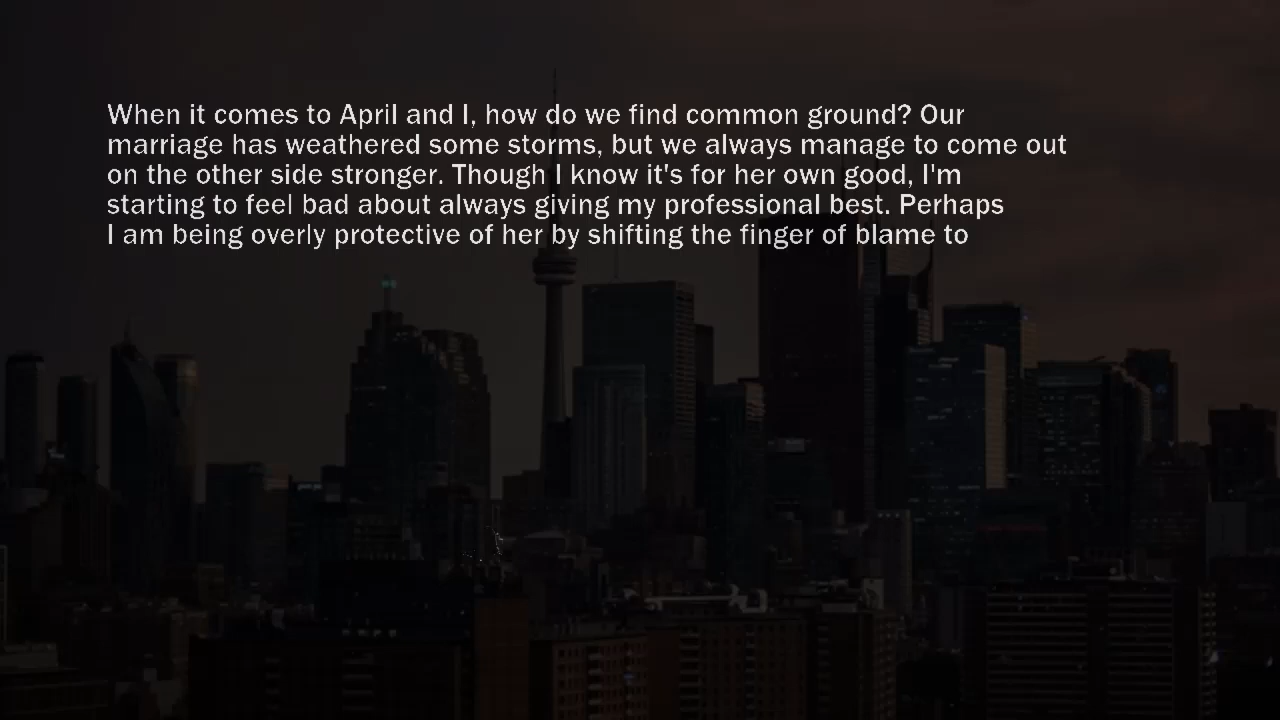 When it comes to April and I, how do we find common ground? Our
marriage has weathered some storms, but we always manage to come out
on the other side stronger. Though I know it's for her own good, I'm
starting to feel bad about always giving my professional best. Perhaps
I am being overly protective of her by shifting the finger of blame to